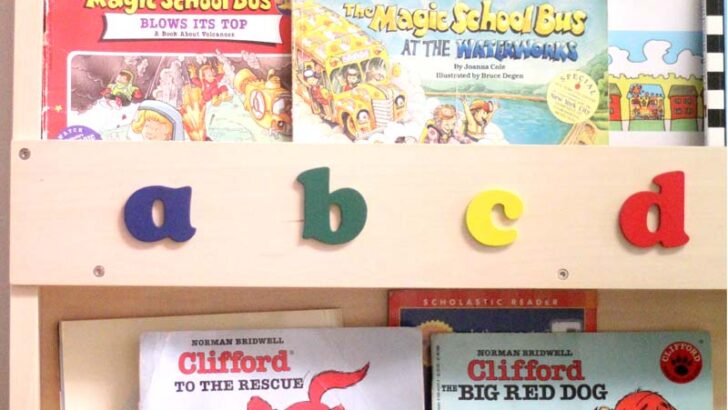 Magic School Bus
BLOWS ITS TOP
A Book About Volcanoes
The Magic School Bus
AT THE WATERWORKS
By Joanna Cole
Illustrated by Bruce Degen
SPECIAL
a b c d
SCHOLASTIC READER
NORMAN BRIDWELL
Clifford
TO THE RESCUE
NORMAN BRIDWELL
Clifford
THE BIG RED DOG
CLIFFORD